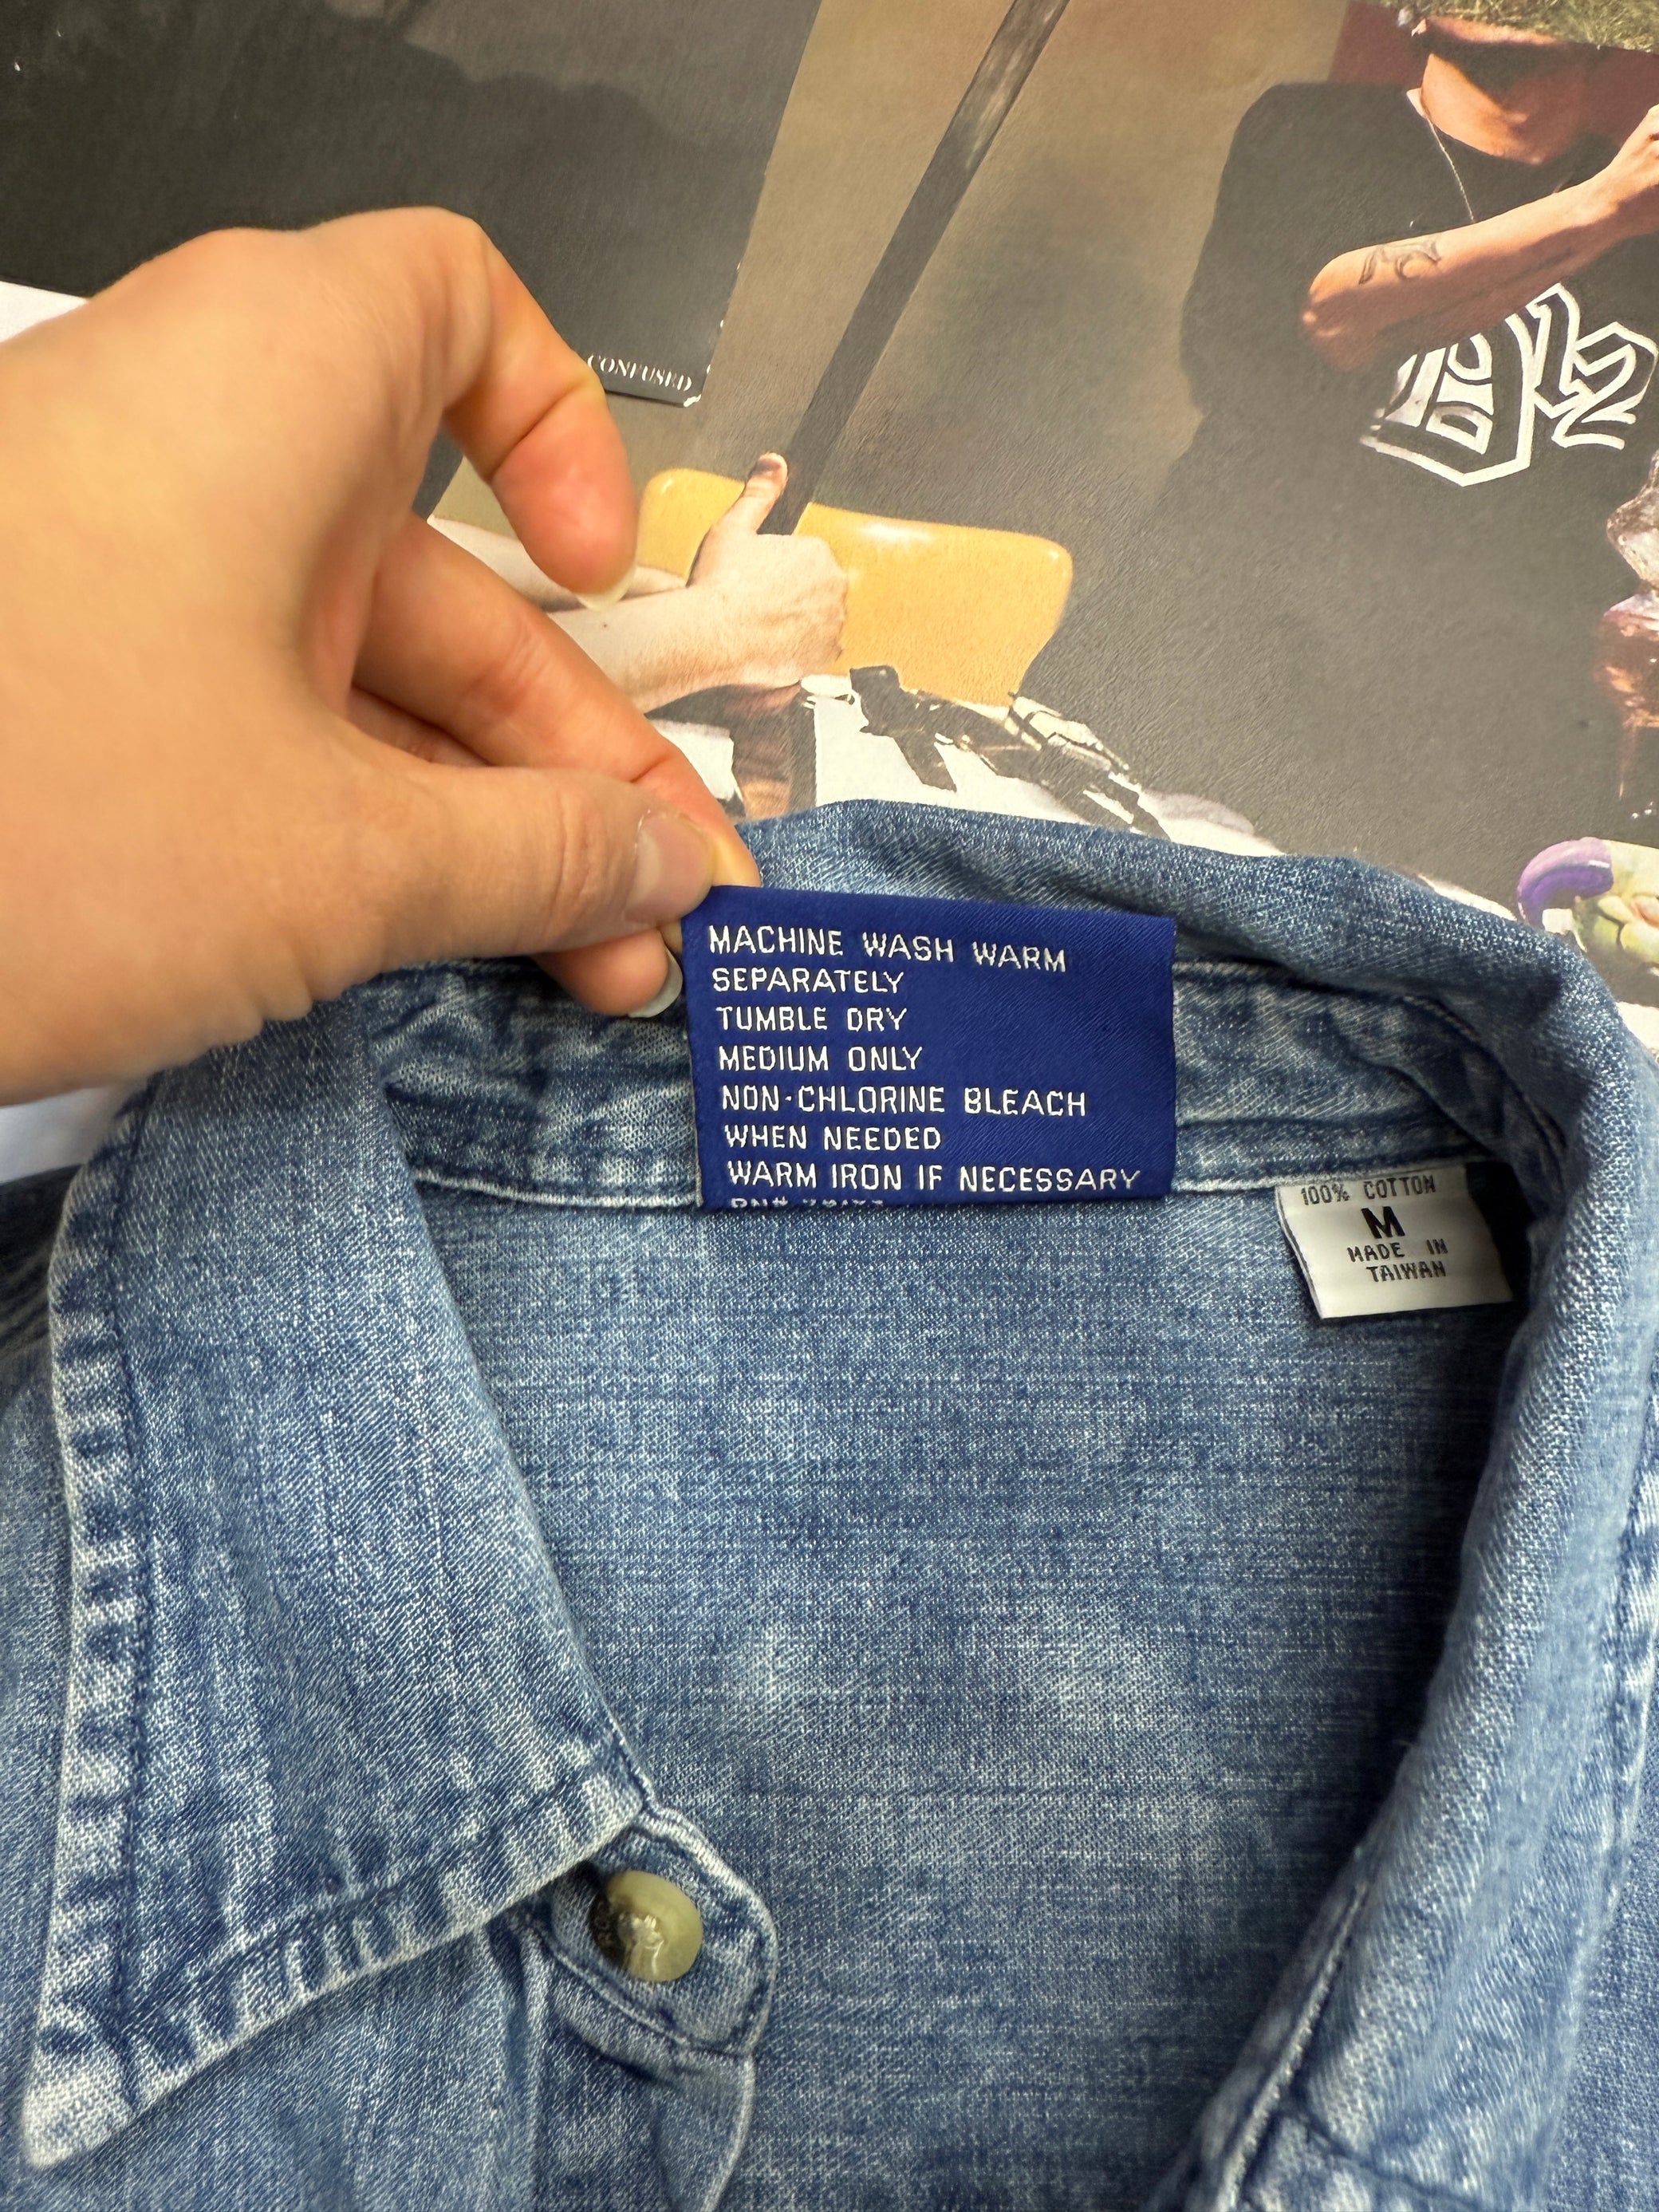 CONFUSED
MACHINE WASH WARM
SEPARATELY
TUMBLE DRY
MEDIUM ONLY
NON-CHLORINE BLEACH
WHEN NEEDED
WARM IRON IF NECESSARY
RN#
100% COTTON
M
MADE IN
TAIWAN